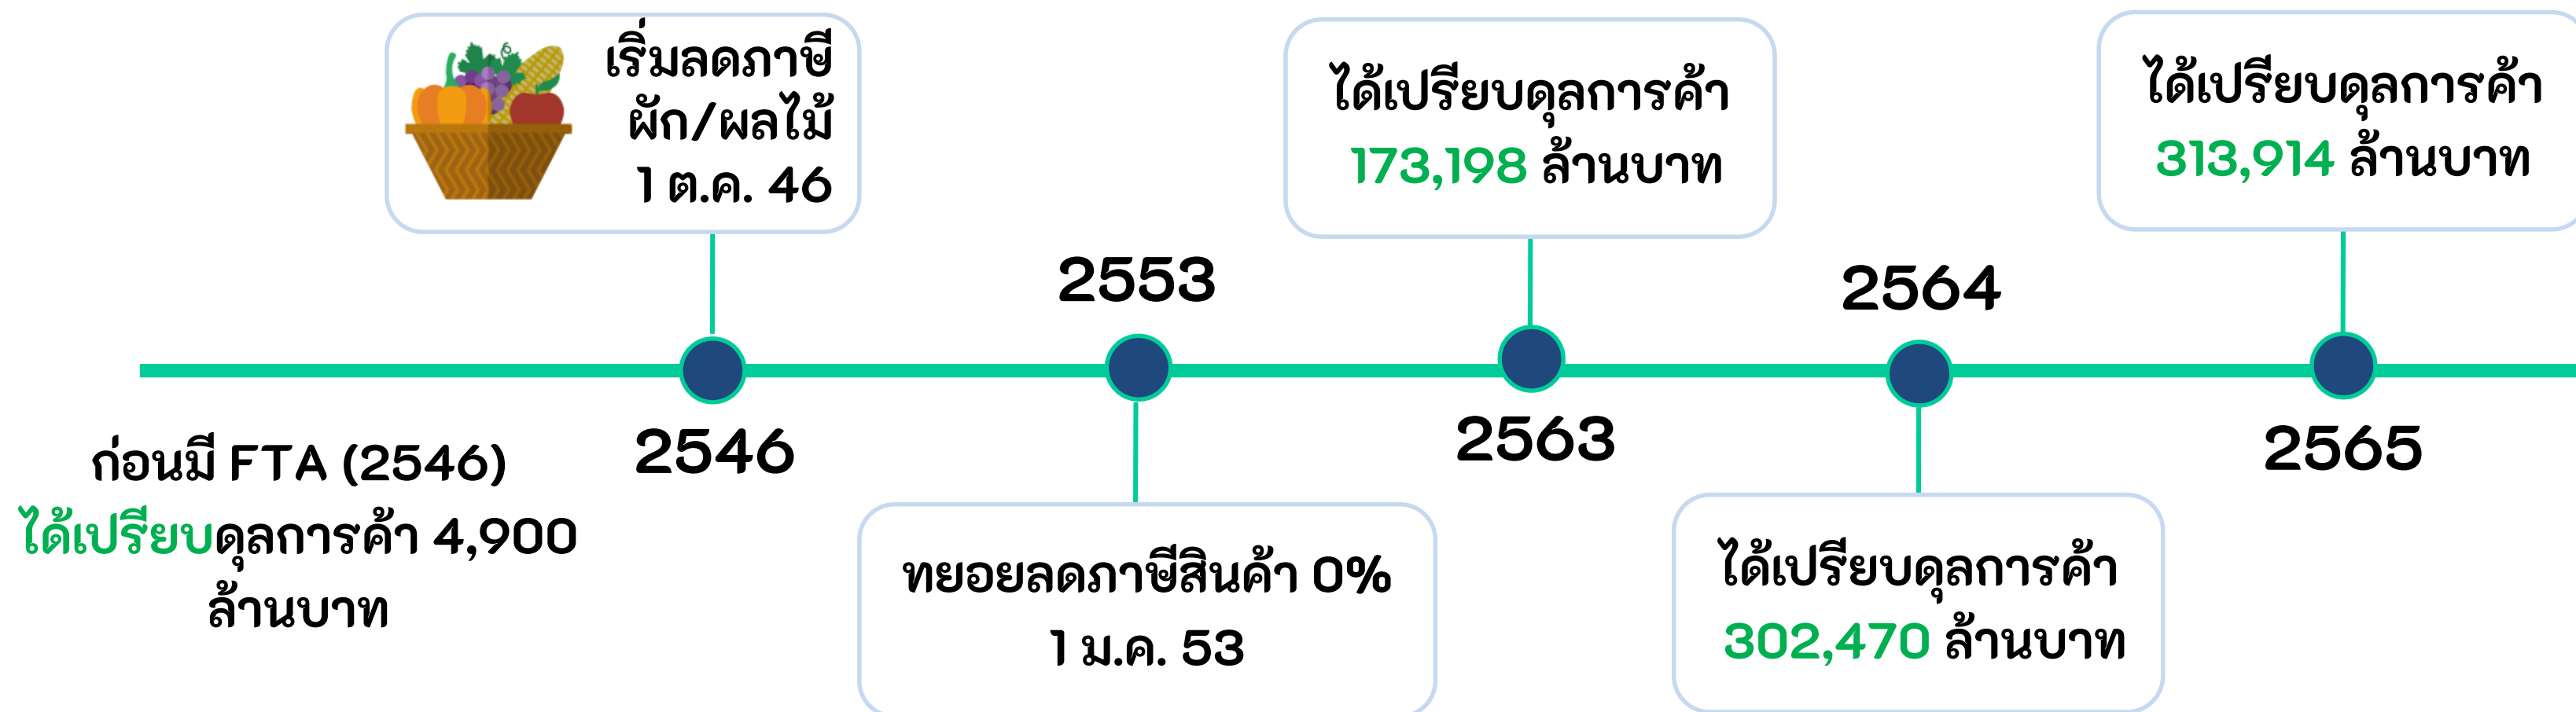 เริ่มลดภาษี
ผัก/ผลไม้
1 ต.ค. 46
ได้เปรียบดุลการค้า
173,198 ล้านบาท
ได้เปรียบดุลการค้า
313,914 ล้านบาท
2553
2564
2546
2563
2565
ก่อนมี FTA (2546)
ได้เปรียบดุลการค้า 4,900
ล้านบาท
ทยอยลดภาษีสินค้า 0%
1 ม.ค. 53
ได้เปรียบดุลการค้า
302,470 ล้านบาท